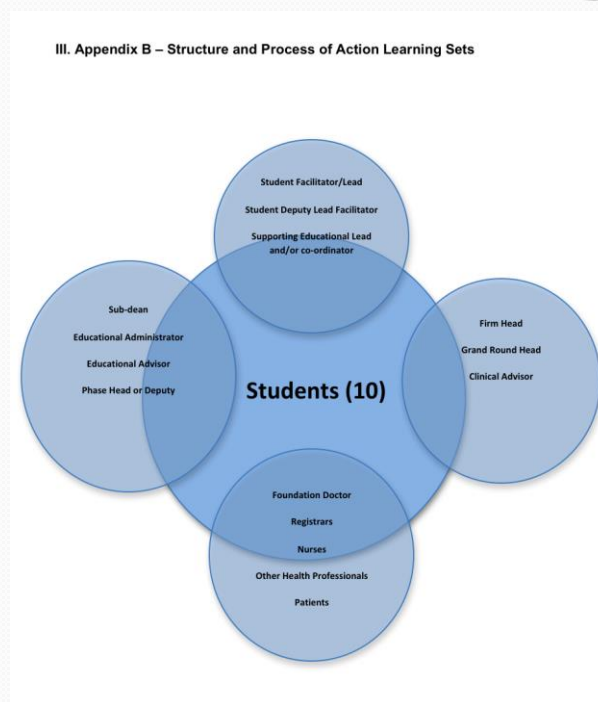 III. Appendix B – Structure and Process of Action Learning Sets
Student Facilitator/Lead
Student Deputy Lead Facilitator
Supporting Educational Lead
and/or co-ordinator
Sub-dean
Educational Administrator
Educational Advisor
Phase Head or Deputy
Students (10)
Firm Head
Grand Round Head
Clinical Advisor
Foundation Doctor
Registrars
Nurses
Other Health Professionals
Patients